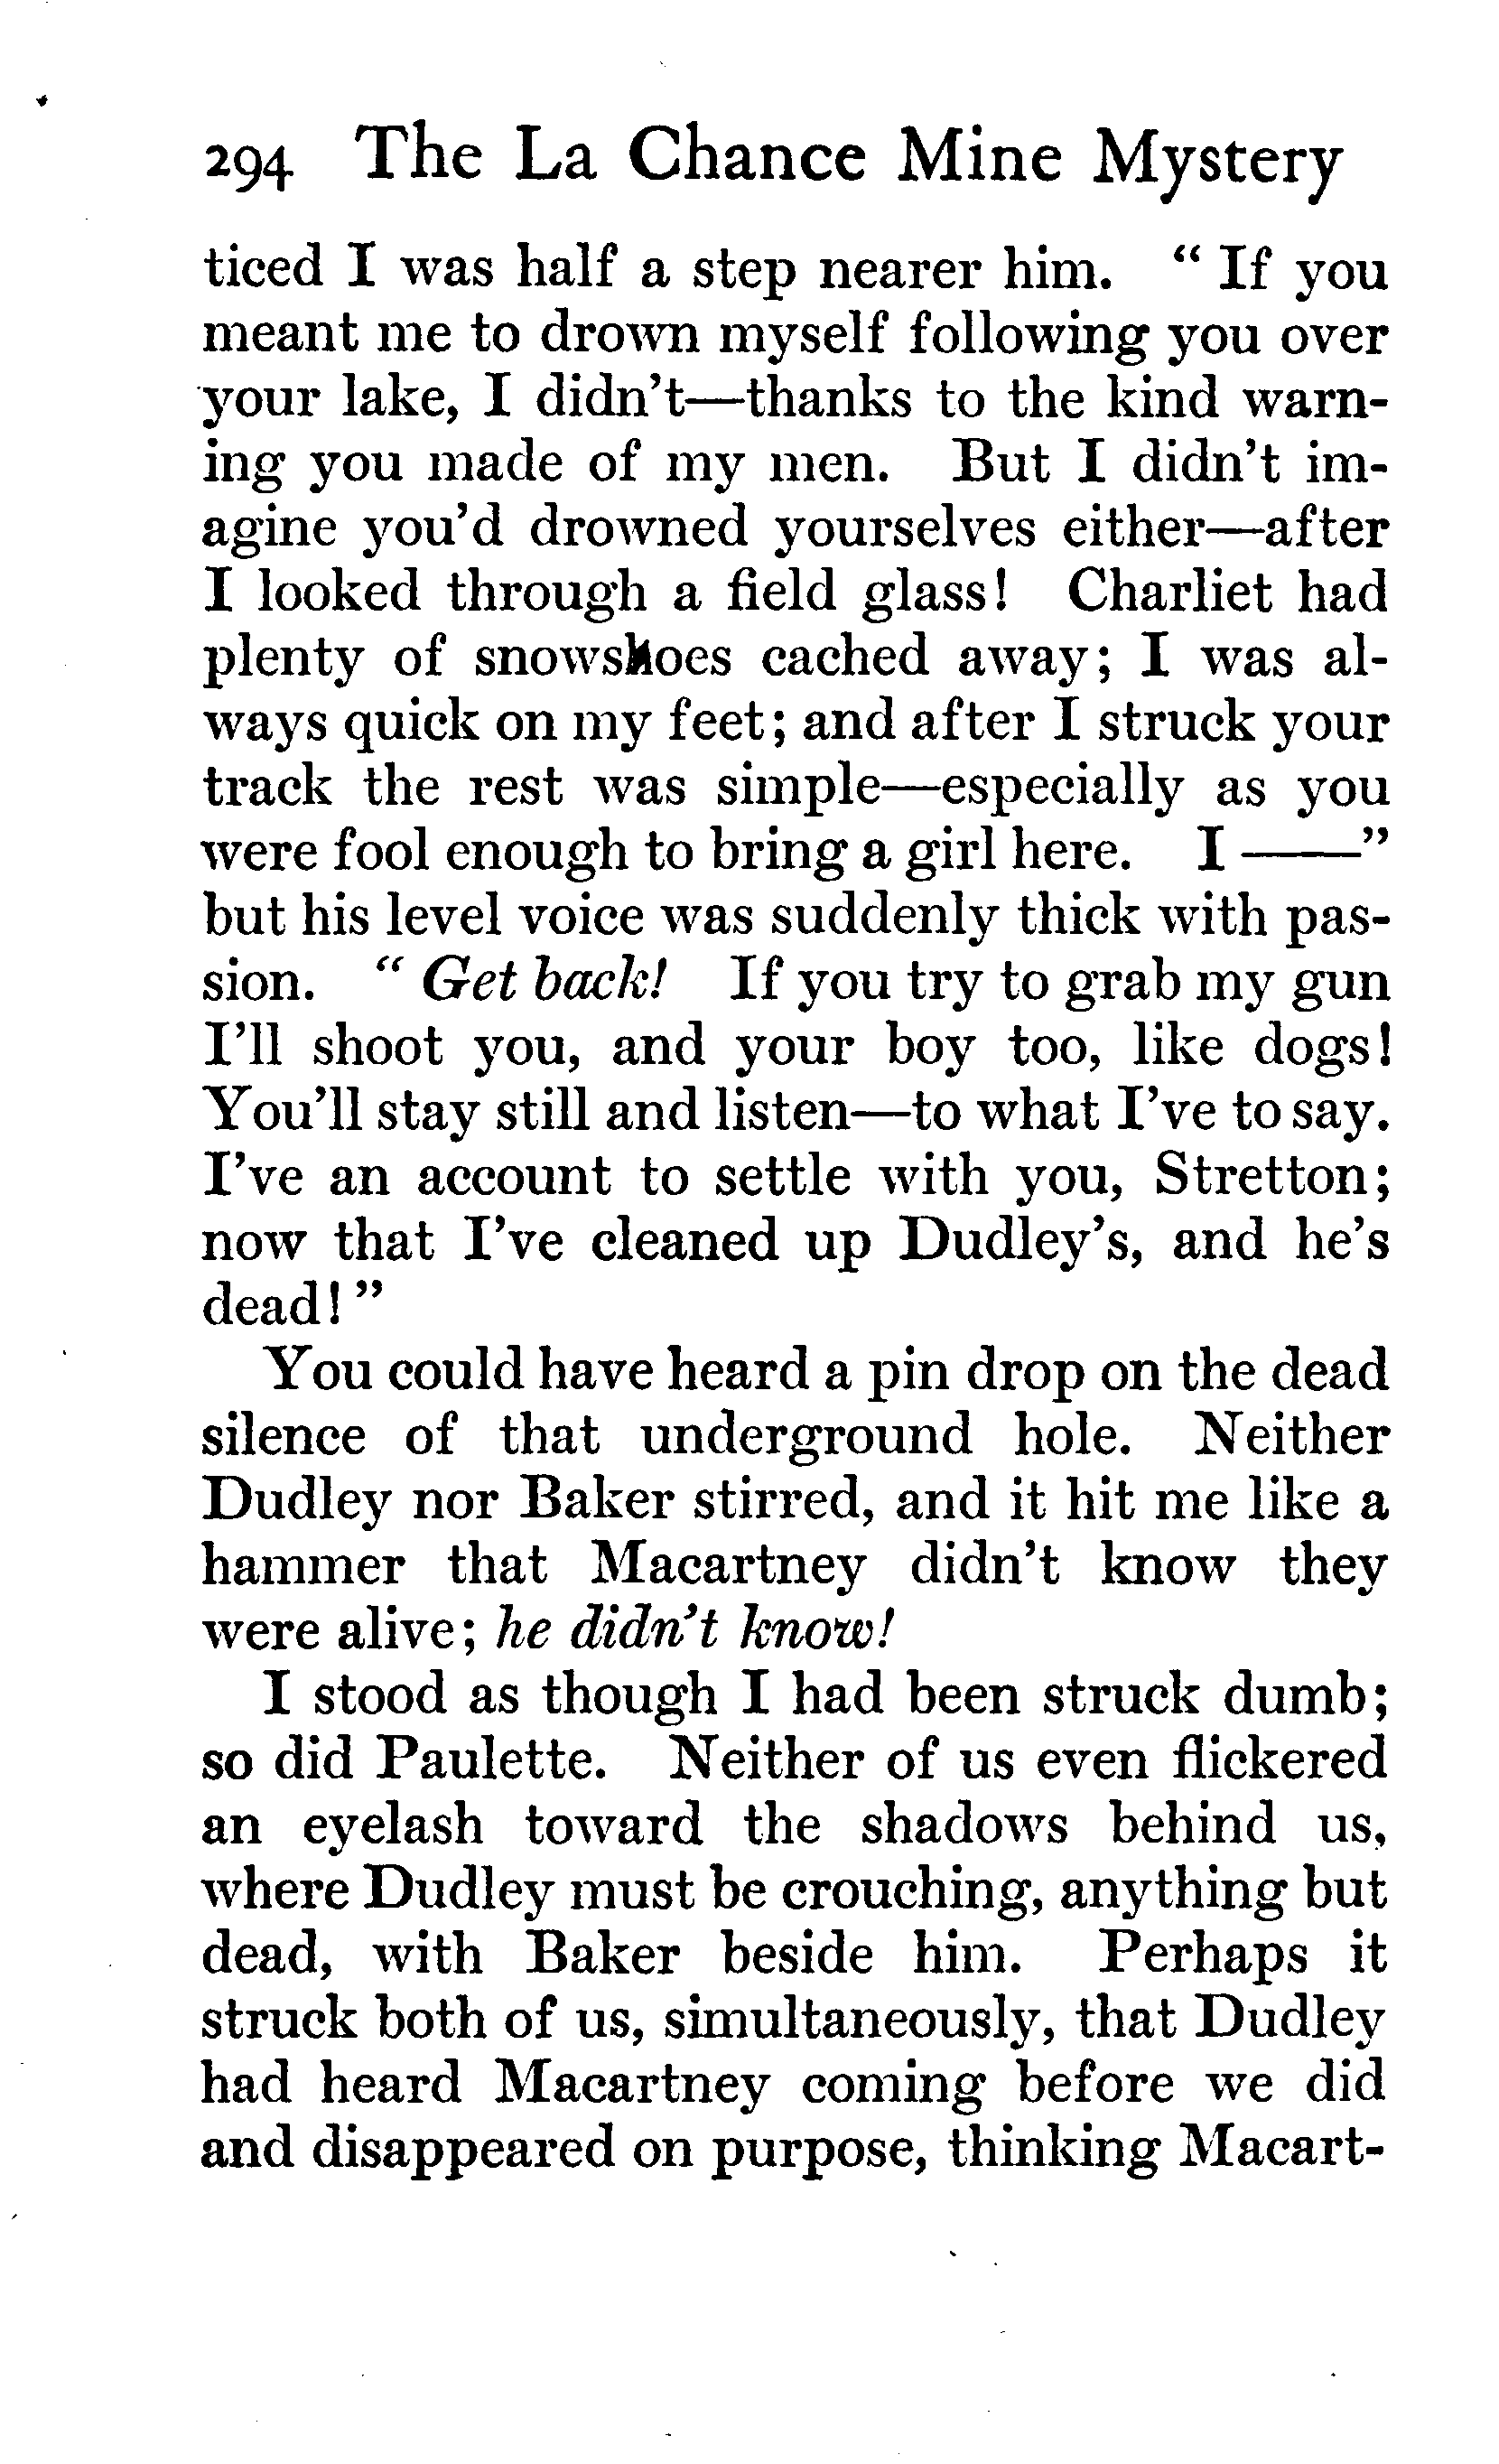 294 The La Chance Mine Mystery
ticed I was half a step nearer him. “ If you
meant me to drown myself following you over
your lake, I didn’t—thanks to the kind warn-
ing you made of my men. But I didn’t im-
agine you’d drowned yourselves either—after
I looked through a field glass! Charliet had
plenty of snowshoes cached away; I was al-
ways quick on my feet; and after I struck your
track the rest was simple—especially as you
were fool enough to bring a girl here. I ——”
but his level voice was suddenly thick with pas-
sion. “ Get back! If you try to grab my gun
I’ll shoot you, and your boy too, like dogs!
You’ll stay still and listen—to what I’ve to say.
I’ve an account to settle with you, Stretton;
now that I’ve cleaned up Dudley’s, and he’s
dead! ”
You could have heard a pin drop on the dead
silence of that underground hole. Neither
Dudley nor Baker stirred, and it hit me like a
hammer that Macartney didn’t know they
were alive; he didn’t know!
I stood as though I had been struck dumb;
so did Paulette. Neither of us even flickered
an eyelash toward the shadows behind us,
where Dudley must be crouching, anything but
dead, with Baker beside him. Perhaps it
struck both of us, simultaneously, that Dudley
had heard Macartney coming before we did
and disappeared on purpose, thinking Macart-